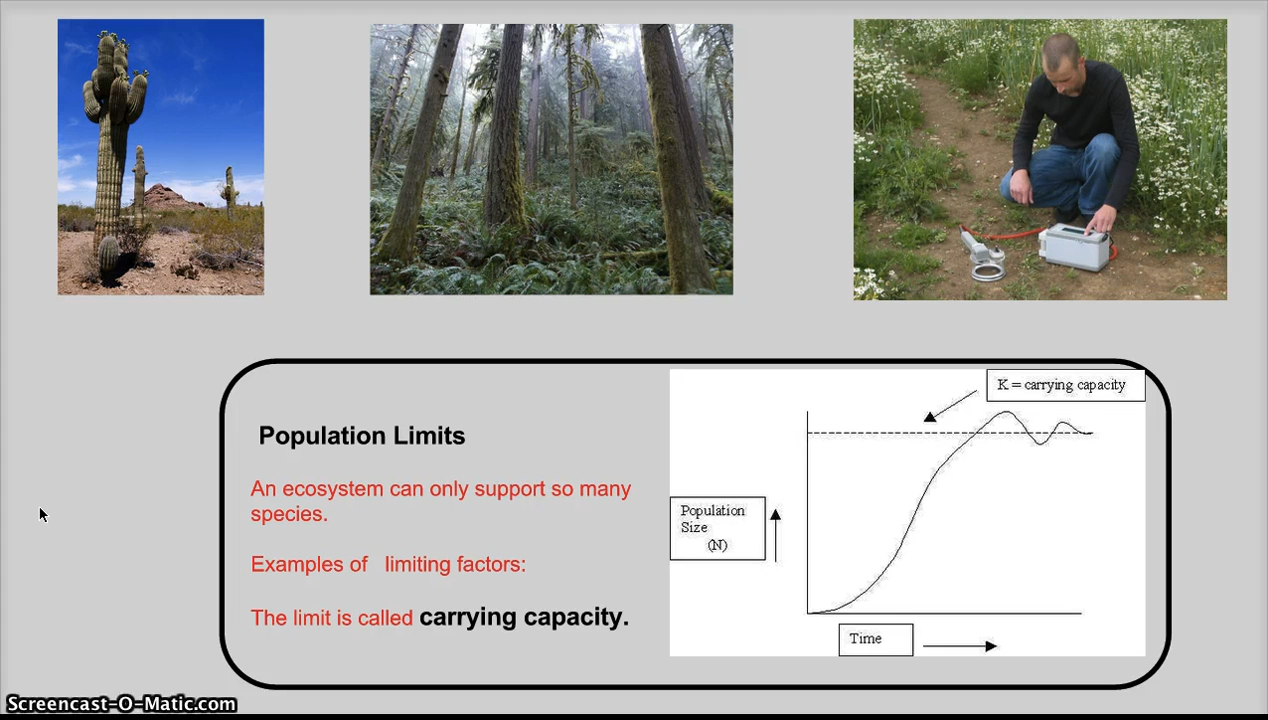 K = carrying capacity
Population Limits
An ecosystem can only support so many
species.
Examples of limiting factors:
The limit is called carrying capacity.
Population
Size
(N)
Time
Screencast-O-Matic.com